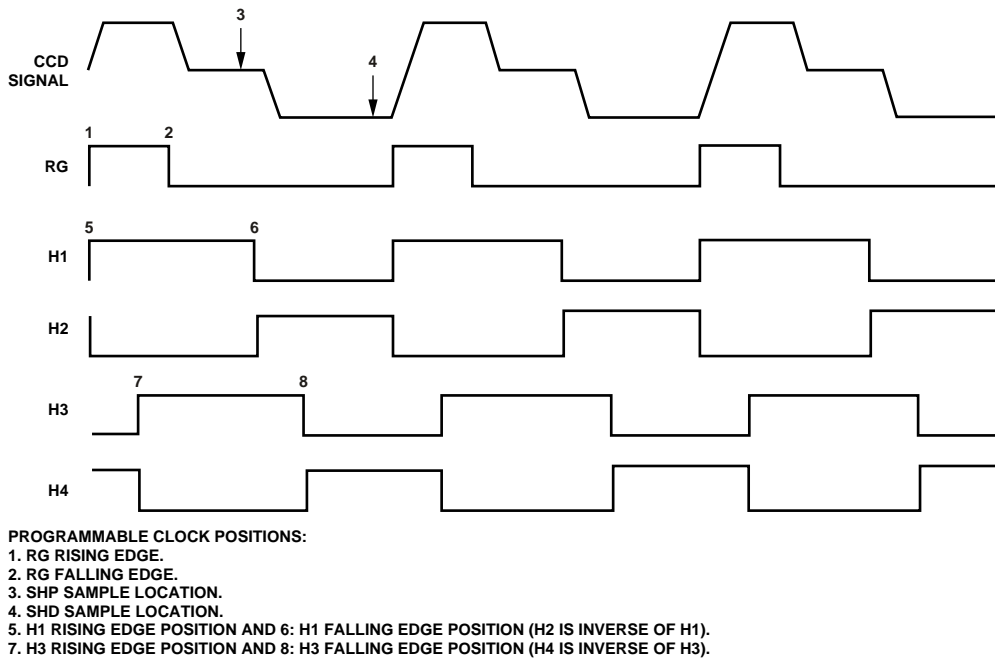 3
4
CCD
SIGNAL
1 2
RG
5 6
H1
H2
7 8
H3
H4
PROGRAMMABLE CLOCK POSITIONS:
1. RG RISING EDGE.
2. RG FALLING EDGE.
3. SHP SAMPLE LOCATION.
4. SHD SAMPLE LOCATION.
5. H1 RISING EDGE POSITION AND 6: H1 FALLING EDGE POSITION (H2 IS INVERSE OF H1).
7. H3 RISING EDGE POSITION AND 8: H3 FALLING EDGE POSITION (H4 IS INVERSE OF H3).